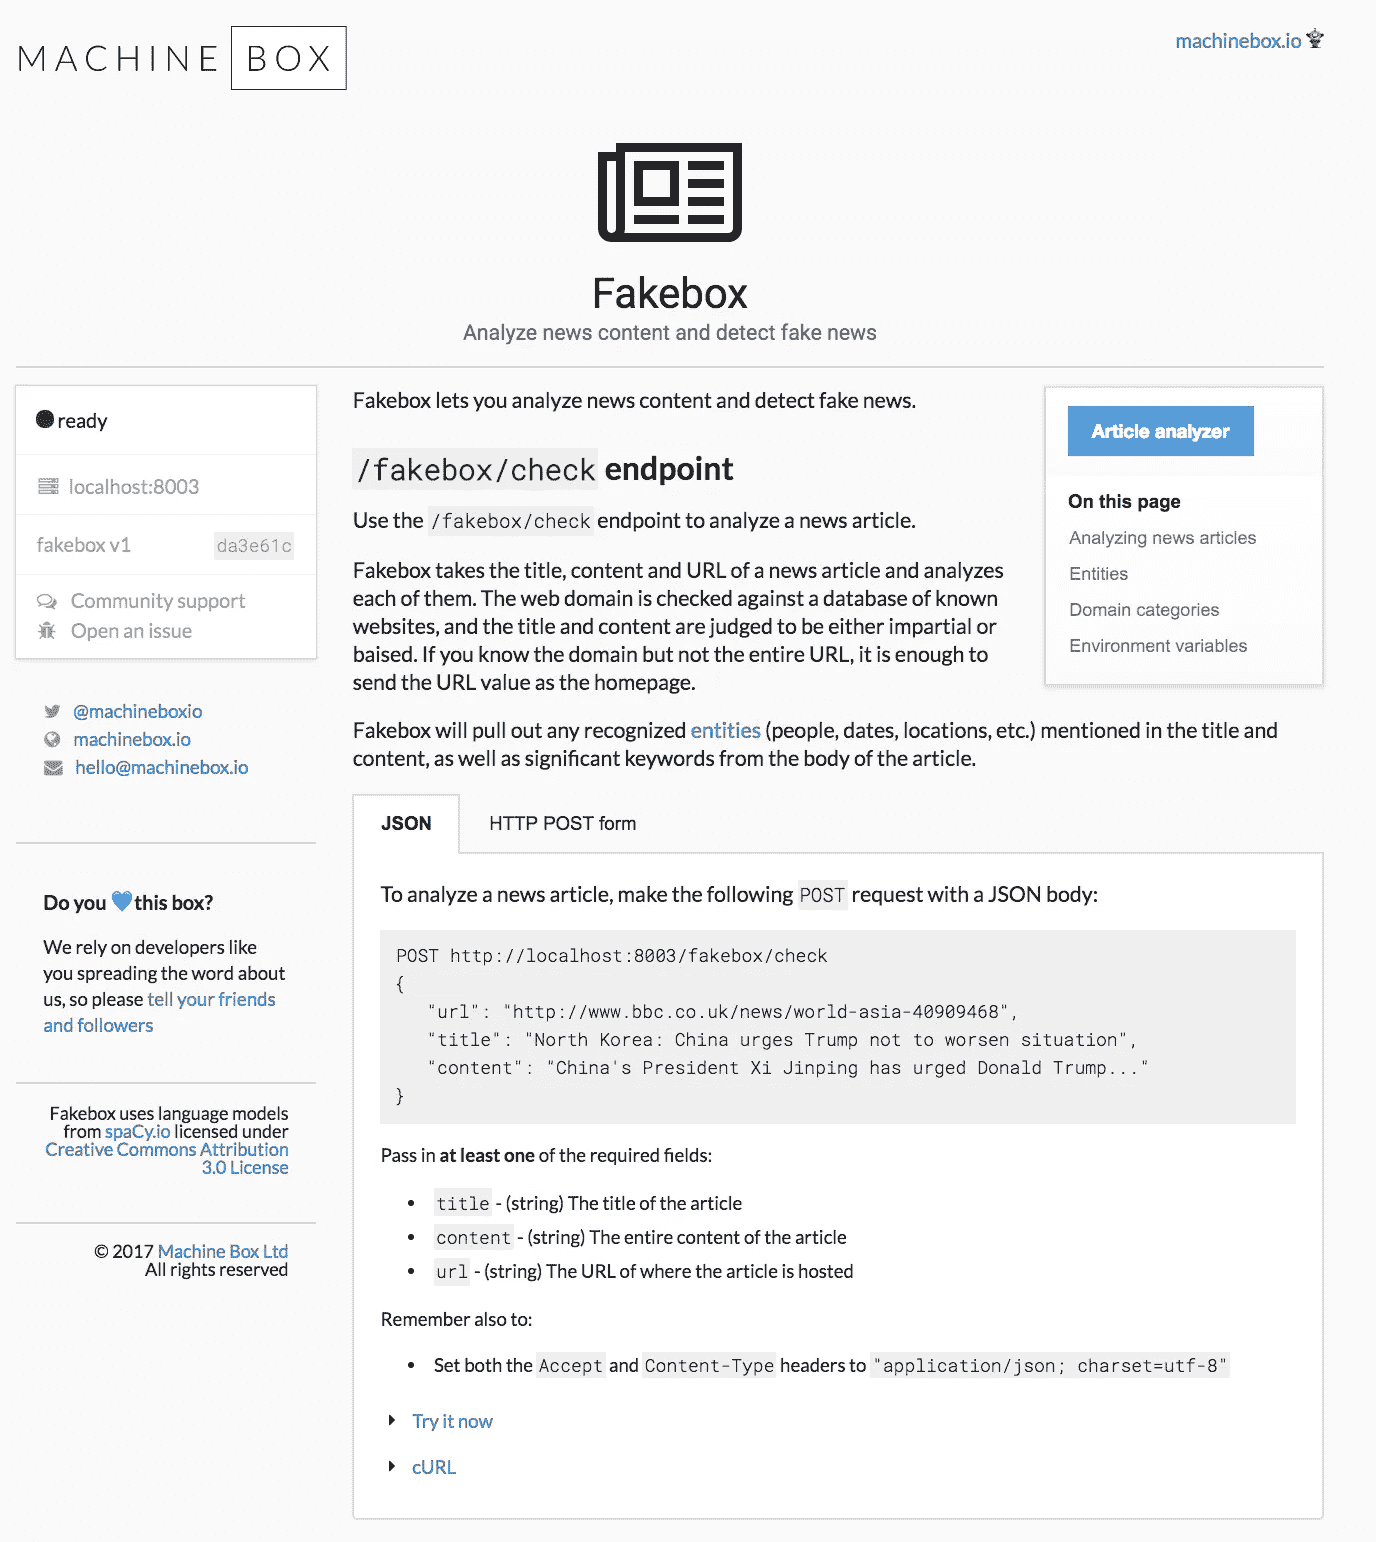 MACHINE BOX
machinebox.io
Fakebox
Analyze news content and detect fake news
ready
localhost:8003
fakebox v1 da3e61c
Community support
Open an issue
@machineboxio
machinebox.io
hello@machinebox.io
Do you this box?
We rely on developers like
you spreading the word about
us, so please tell your friends
and followers
Fakebox uses language models
from spaCy.io licensed under
Creative Commons Attribution
3.0 License
© 2017 Machine Box Ltd
All rights reserved
Fakebox lets you analyze news content and detect fake news.
/fakebox/check endpoint
Use the /fakebox/check endpoint to analyze a news article.
Fakebox takes the title, content and URL of a news article and analyzes
each of them. The web domain is checked against a database of known
websites, and the title and content are judged to be either impartial or
baised. If you know the domain but not the entire URL, it is enough to
send the URL value as the homepage.
Fakebox will pull out any recognized entities (people, dates, locations, etc.) mentioned in the title and
content, as well as significant keywords from the body of the article.
Article analyzer
On this page
Analyzing news articles
Entities
Domain categories
Environment variables
JSON HTTP POST form
To analyze a news article, make the following POST request with a JSON body:
POST http://localhost:8003/fakebox/check
{
"url": "http://www.bbc.co.uk/news/world-asia-40909468",
"title": "North Korea: China urges Trump not to worsen situation",
"content": "China's President Xi Jinping has urged Donald Trump..."
}
Pass in at least one of the required fields:
• title - (string) The title of the article
• content - (string) The entire content of the article
• url - (string) The URL of where the article is hosted
Remember also to:
• Set both the Accept and Content-Type headers to "application/json; charset=utf-8"
Try it now
cURL